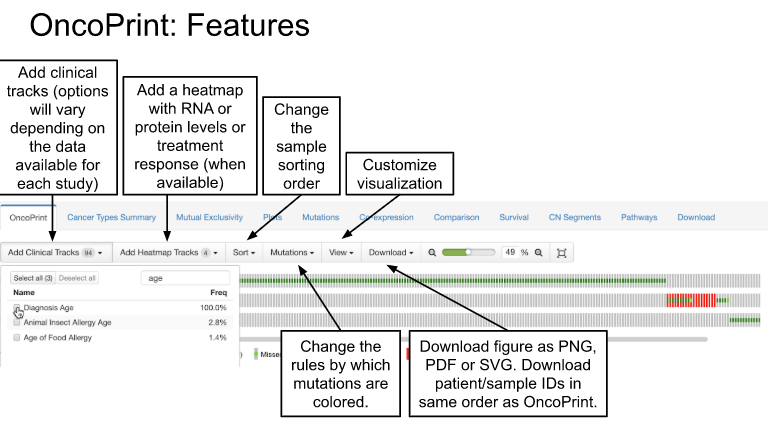 OncoPrint: Features
Add clinical
tracks (options
will vary
depending on
the data
available for
each study)
Add a heatmap
with RNA or
protein levels or
treatment
response (when
available)
Change
the
sample
sorting
order
Customize
visualization
OncoPrint Cancer Types Summary Mutual Exclusivity Plots Mutations Co-expression Comparison Survival CN Segments Pathways Download
Add Clinical Tracks 94 Add Heatmap Tracks 4 Sort Mutations View Download 49 %
Select all (3) Deselect all age
Name Freq
Diagnosis Age 100.0%
Animal Insect Allergy Age 2.8%
Age of Food Allergy 1.4%
Change the
rules by which
mutations are
colored.
Download figure as PNG,
PDF or SVG. Download
patient/sample IDs in
same order as OncoPrint.